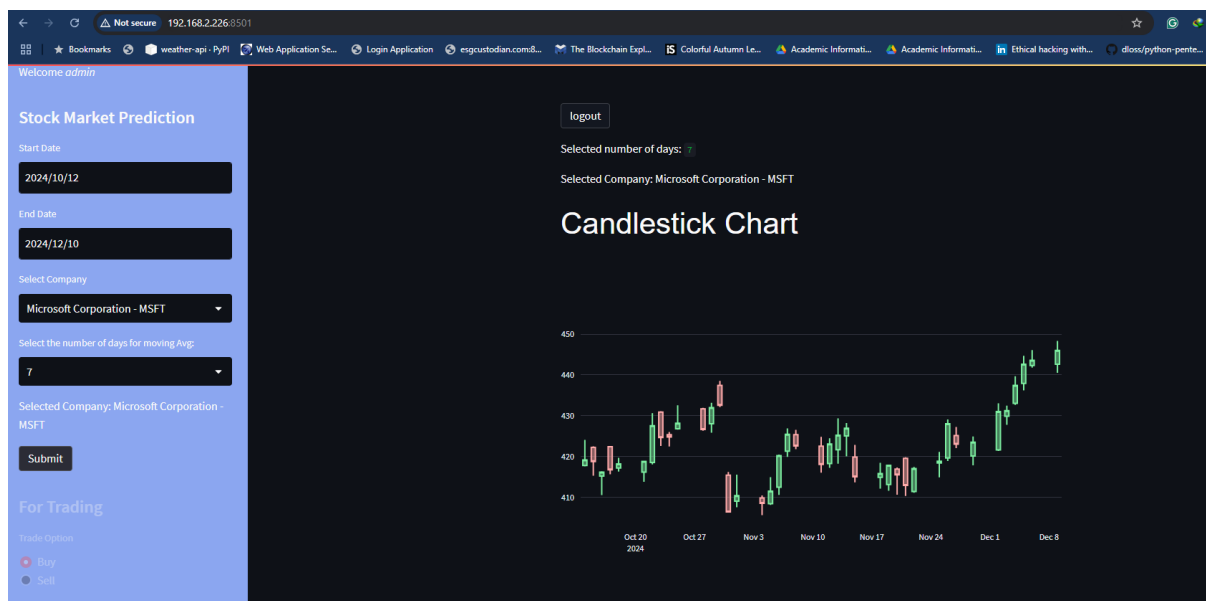 Not secure 192.168.2.226:8501
Bookmarks weather-api · PyPI Web Application Se... Login Application esgcustodian.com:8... The Blockchain Expl... Colorful Autumn Le... Academic Informati... Academic Informati... Ethical hacking with... dloss/python-pente...
Welcome admin
Stock Market Prediction
Start Date
2024/10/12
End Date
2024/12/10
Select Company
Microsoft Corporation - MSFT
Select the number of days for moving Avg:
7
Selected Company: Microsoft Corporation -
MSFT
Submit
For Trading
Trade Option
Buy
Sell
logout
Selected number of days: 7
Selected Company: Microsoft Corporation - MSFT
Candlestick Chart
450
440
430
420
410
Oct 20 Oct 27 Nov 3 Nov 10 Nov 17 Nov 24 Dec 1 Dec 8
2024